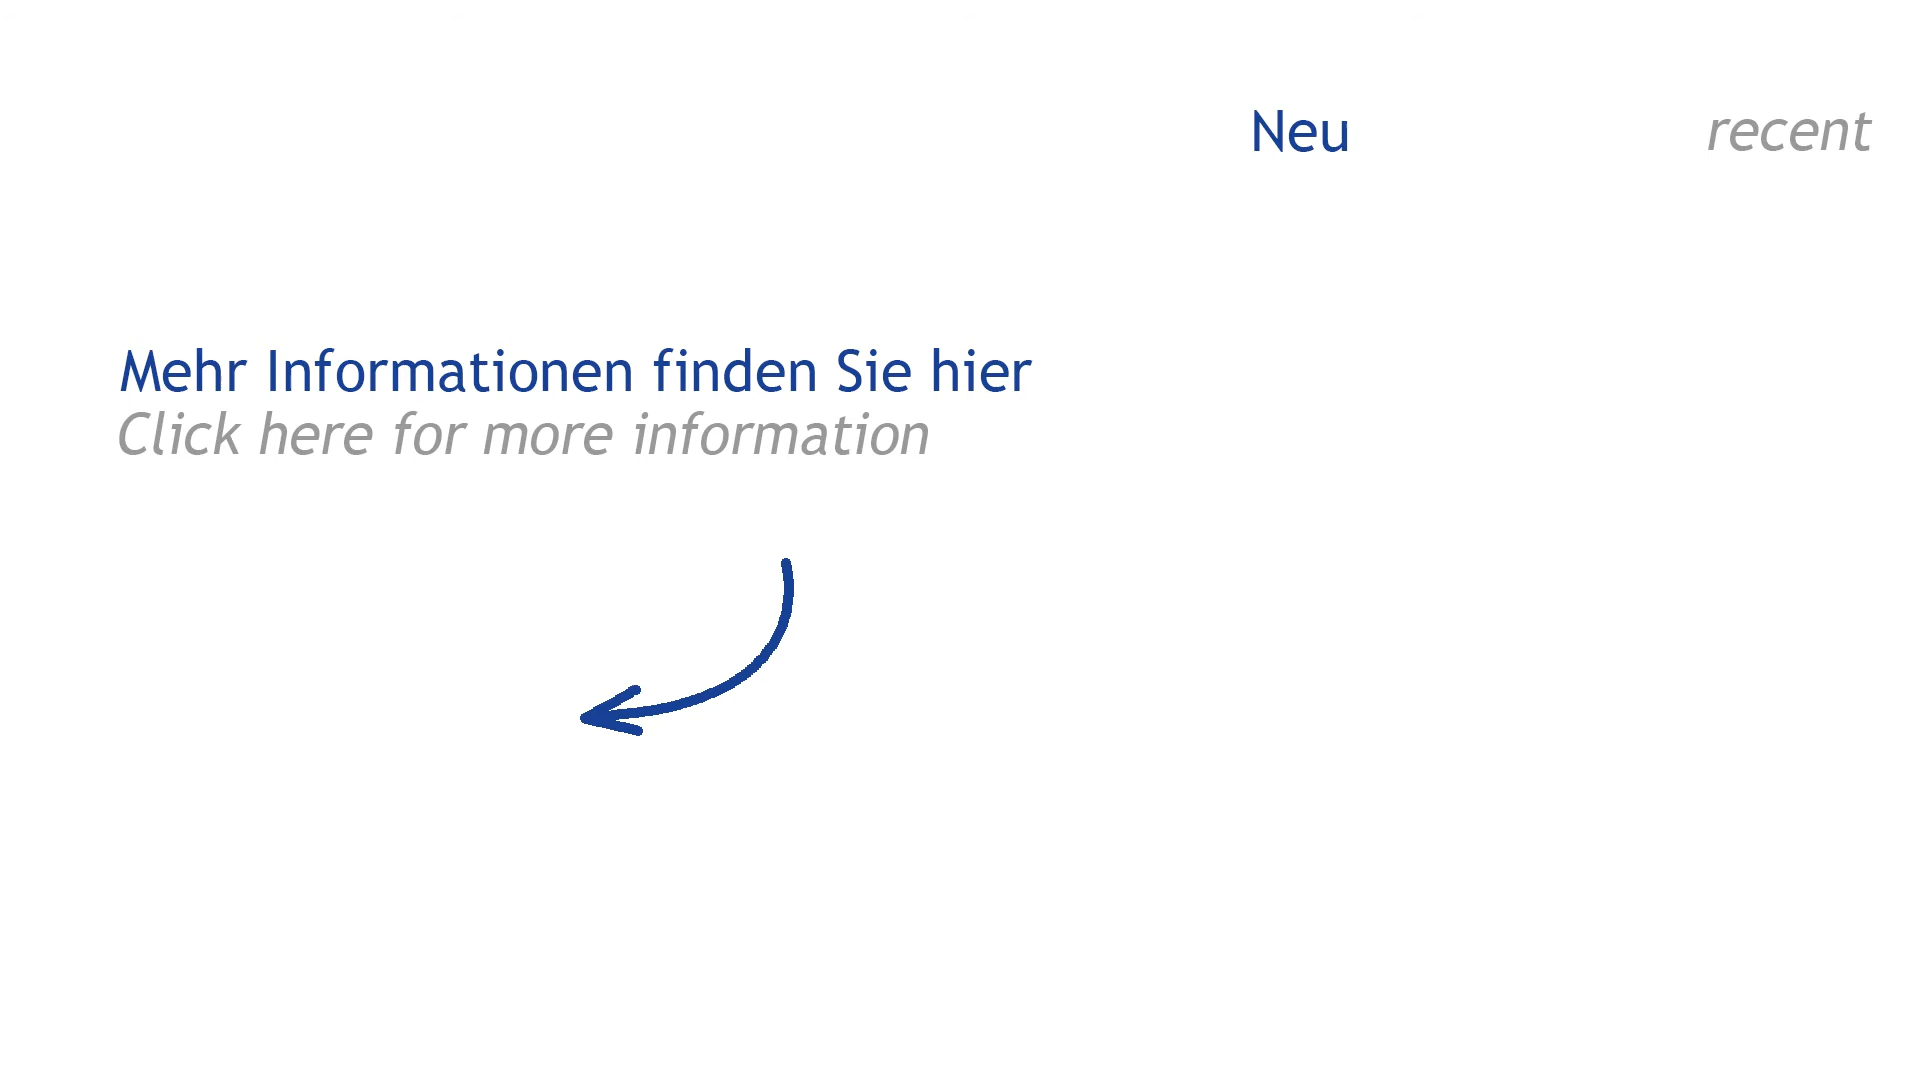 Neu recent
Mehr Informationen finden Sie hier
Click here for more information